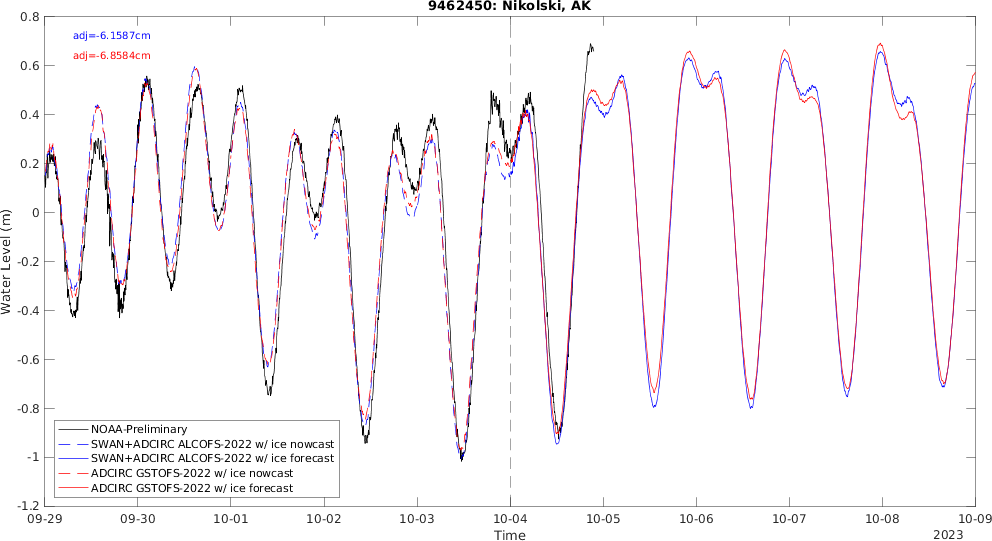 9462450: Nikolski, AK
adj=-6.1587cm
adj=-6.8584cm
0.8
0.6
0.4
0.2
0
-0.2
-0.4
-0.6
-0.8
-1
-1.2
Water Level (m)
NOAA-Preliminary
SWAN+ADCIRC ALCOFS-2022 w/ ice nowcast
SWAN+ADCIRC ALCOFS-2022 w/ ice forecast
ADCIRC GSTOFS-2022 w/ ice nowcast
ADCIRC GSTOFS-2022 w/ ice forecast
09-29 09-30 10-01 10-02 10-03 10-04 10-05 10-06 10-07 10-08 10-09
Time
2023